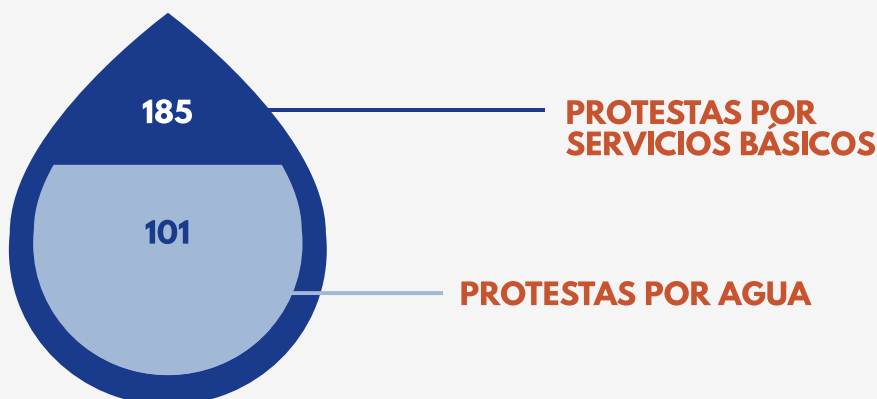 185
PROTESTAS POR
SERVICIOS BÁSICOS
101
PROTESTAS POR AGUA